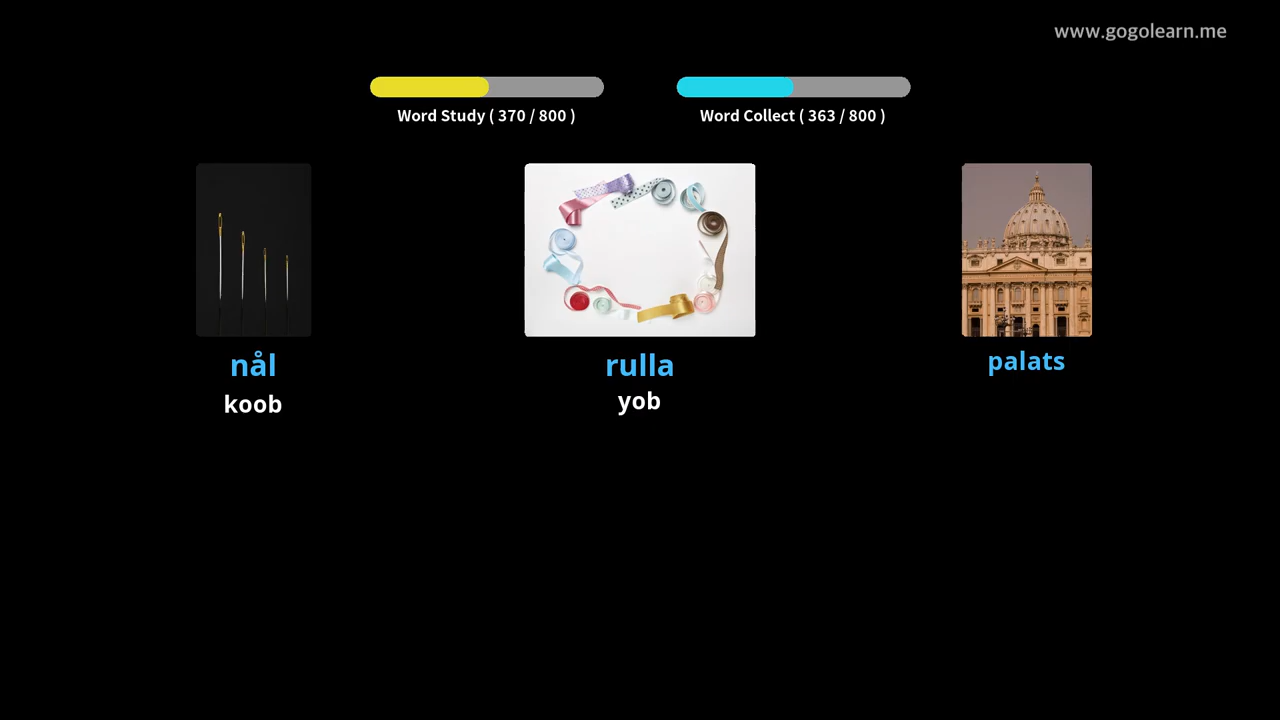 www.gogolearn.me
Word Study ( 370 / 800 )
Word Collect ( 363 / 800 )
nål
koob
rulla
yob
palats